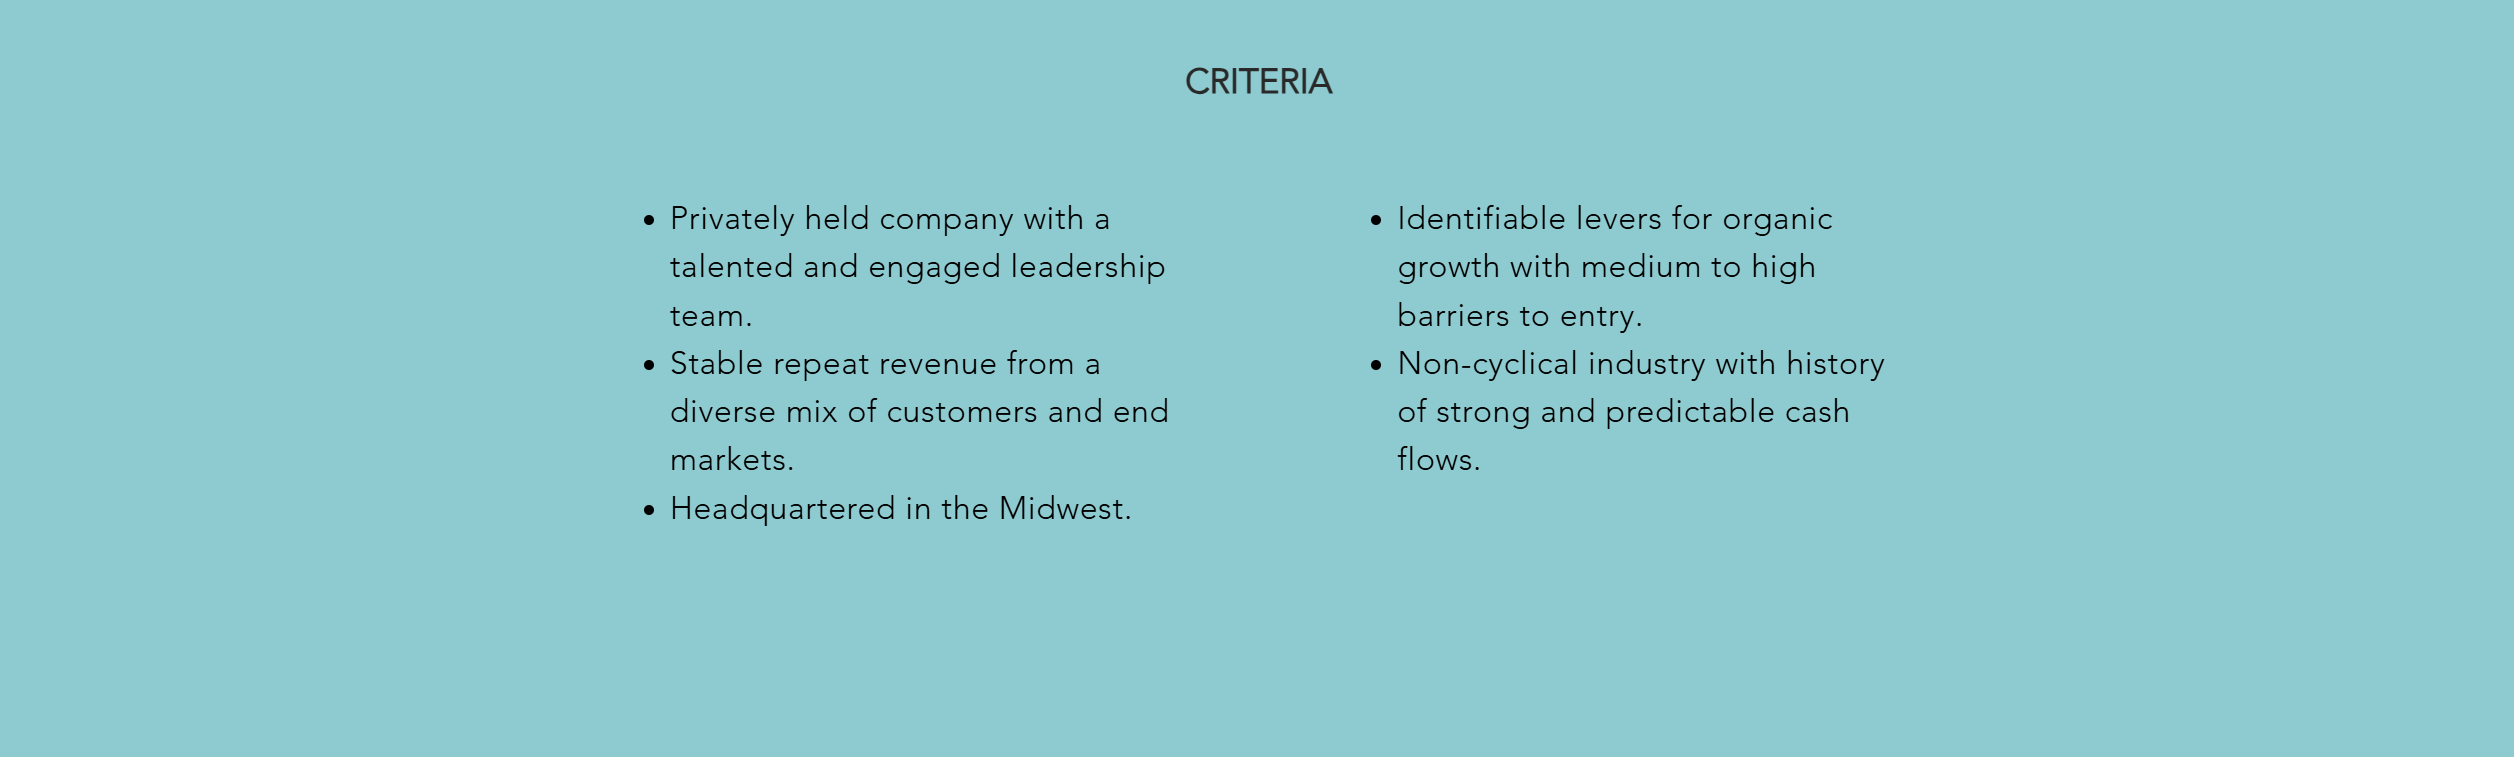 CRITERIA
• Privately held company with a
talented and engaged leadership
team.
• Stable repeat revenue from a
diverse mix of customers and end
markets.
• Headquartered in the Midwest.
• Identifiable levers for organic
growth with medium to high
barriers to entry.
• Non-cyclical industry with history
of strong and predictable cash
flows.